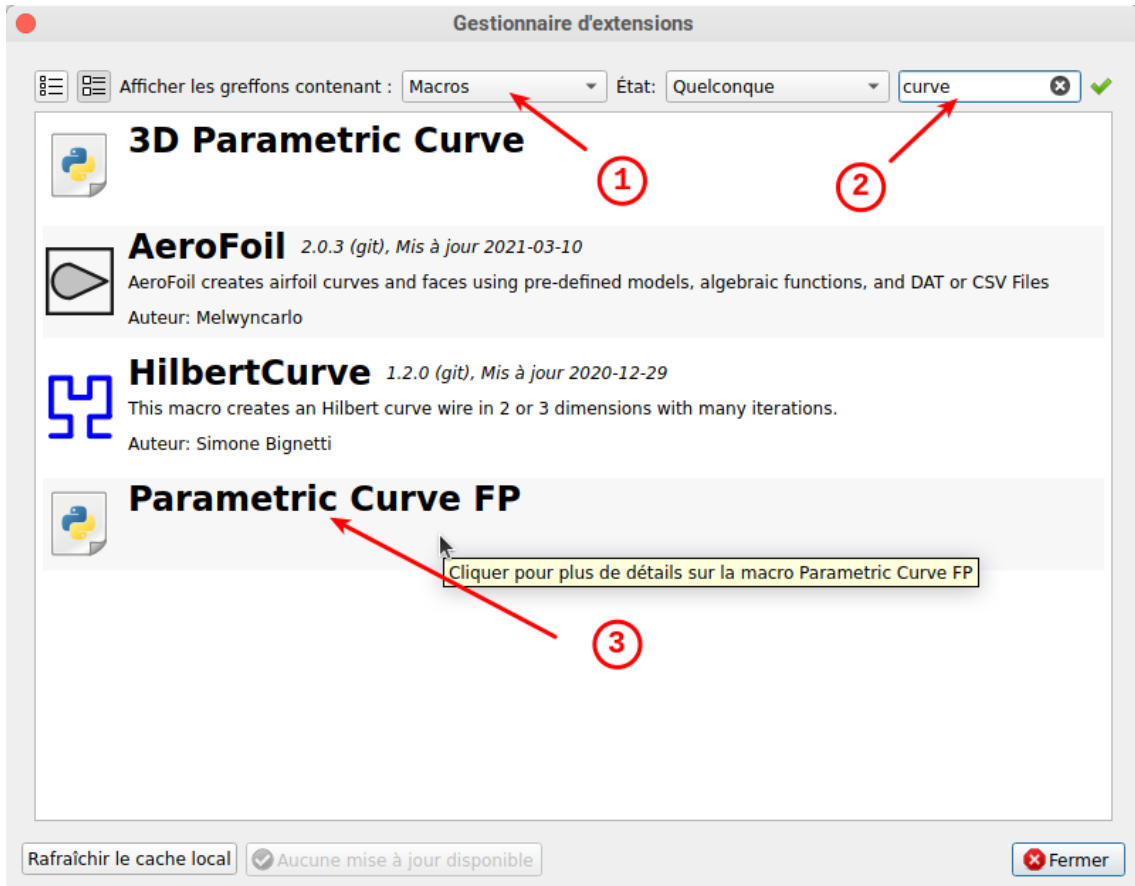 Gestionnaire d'extensions
Afficher les greffons contenant : Macros État: Quelconque curve
1
2
3D Parametric Curve
AeroFoil 2.0.3 (git), Mis à jour 2021-03-10
AeroFoil creates airfoil curves and faces using pre-defined models, algebraic functions, and DAT or CSV Files
Auteur: Melwyncarlo
HilbertCurve 1.2.0 (git), Mis à jour 2020-12-29
This macro creates an Hilbert curve wire in 2 or 3 dimensions with many iterations.
Auteur: Simone Bignetti
Parametric Curve FP
Cliquer pour plus de détails sur la macro Parametric Curve FP
3
Rafraîchir le cache local Aucune mise à jour disponible Fermer